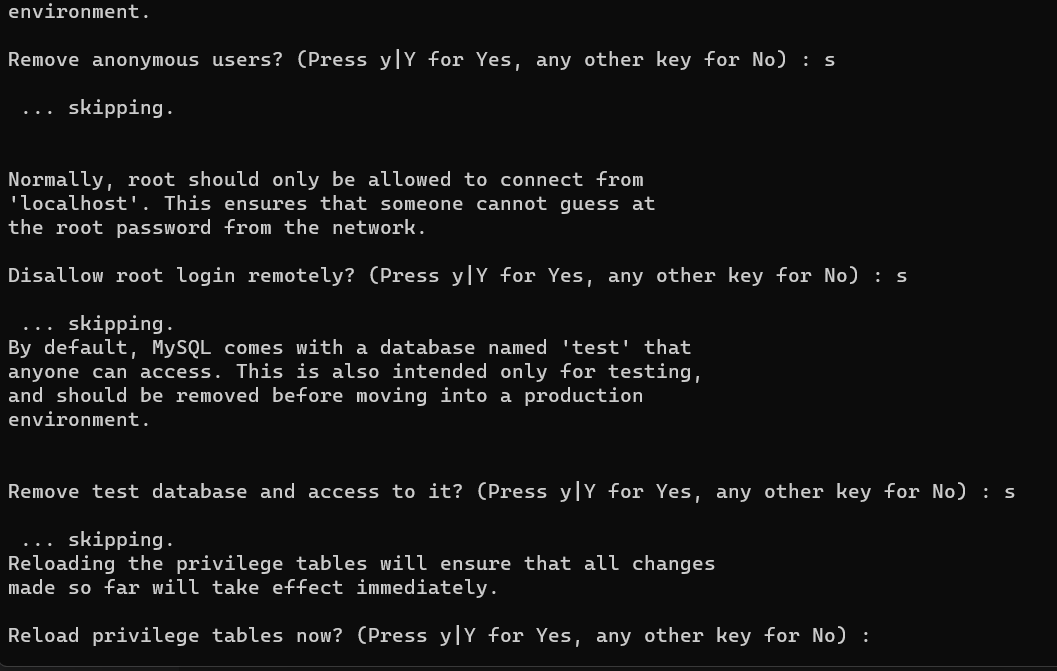 environment.
Remove anonymous users? (Press y|Y for Yes, any other key for No) : s
 ... skipping.
Normally, root should only be allowed to connect from
'localhost'. This ensures that someone cannot guess at
the root password from the network.
Disallow root login remotely? (Press y|Y for Yes, any other key for No) : s
 ... skipping.
By default, MySQL comes with a database named 'test' that
anyone can access. This is also intended only for testing,
and should be removed before moving into a production
environment.
Remove test database and access to it? (Press y|Y for Yes, any other key for No) : s
 ... skipping.
Reloading the privilege tables will ensure that all changes
made so far will take effect immediately.
Reload privilege tables now? (Press y|Y for Yes, any other key for No) :